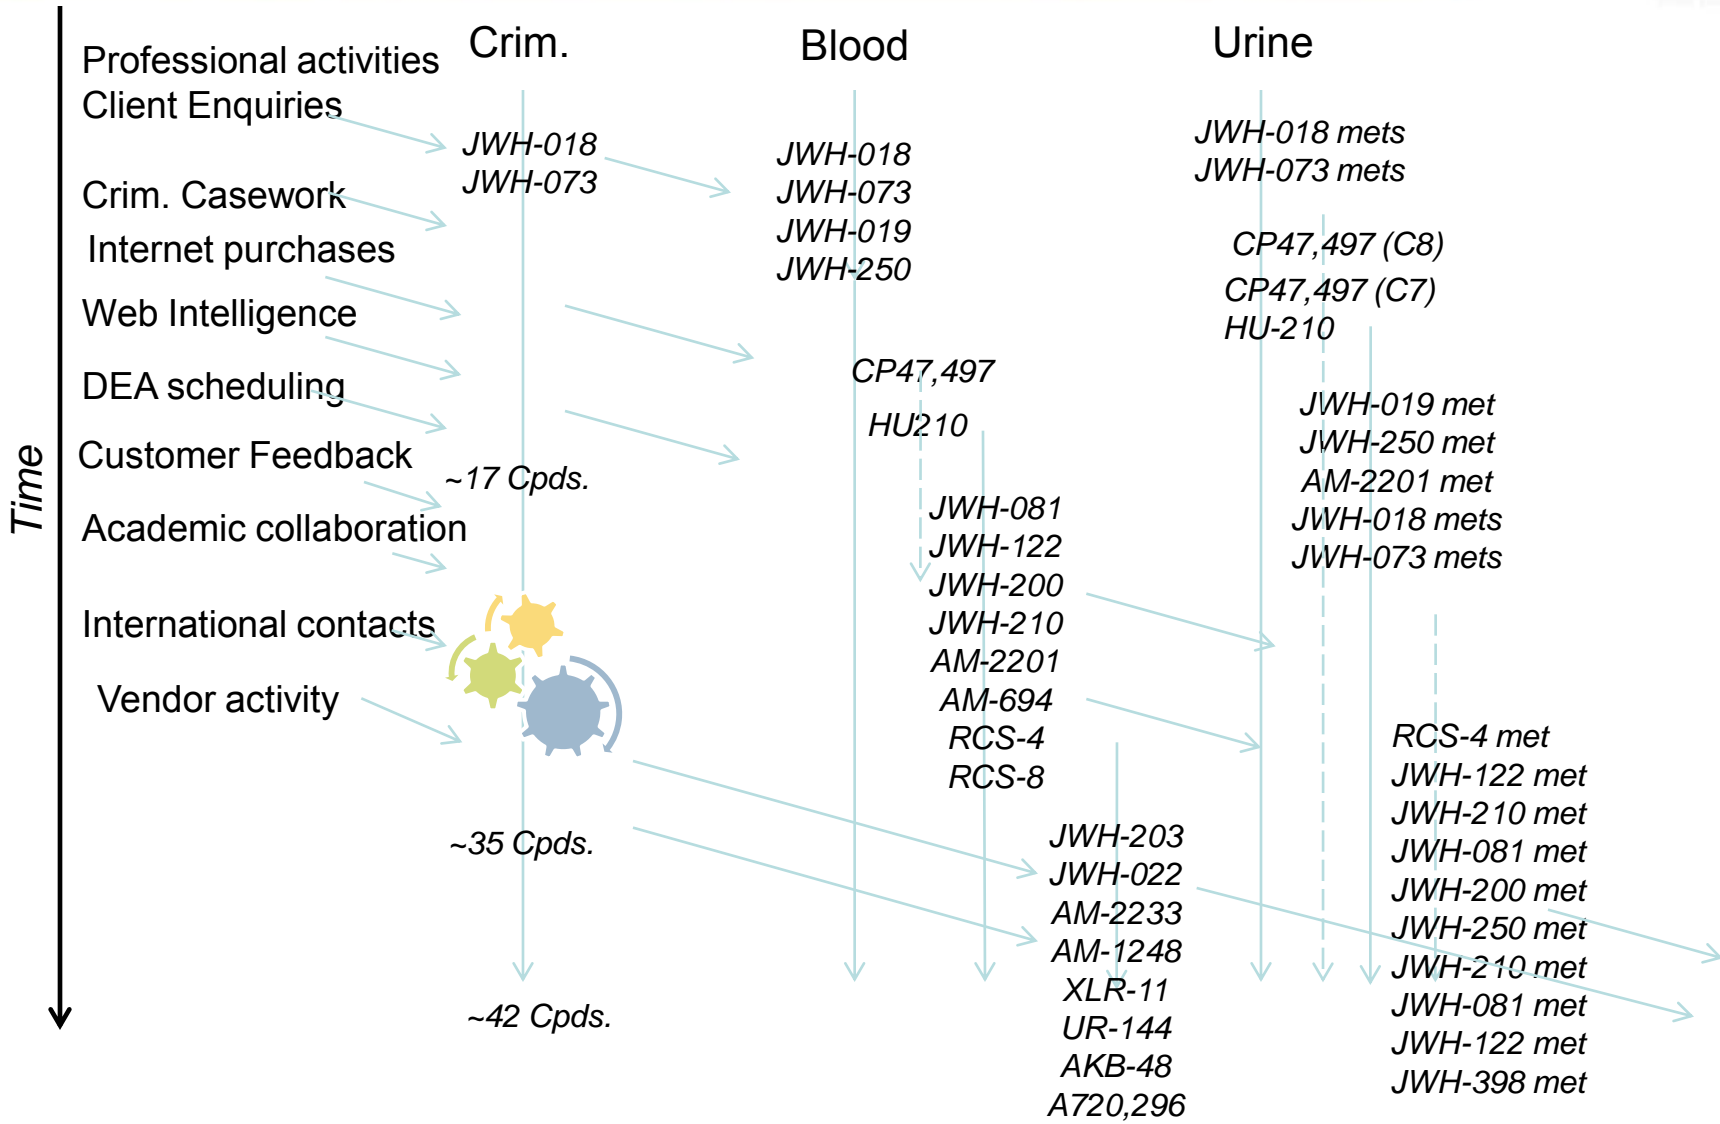 Crim.
Blood
Urine
Time
Professional activities
Client Enquiries
Crim. Casework
Internet purchases
Web Intelligence
DEA scheduling
Customer Feedback
Academic collaboration
International contacts
Vendor activity
JWH-018
JWH-073
~17 Cpds.
~35 Cpds.
~42 Cpds.
JWH-018
JWH-073
JWH-019
JWH-250
CP47,497
HU210
JWH-081
JWH-122
JWH-200
JWH-210
AM-2201
AM-694
RCS-4
RCS-8
JWH-203
JWH-022
AM-2233
AM-1248
XLR-11
UR-144
AKB-48
A720,296
JWH-018 mets
JWH-073 mets
CP47,497 (C8)
CP47,497 (C7)
HU-210
JWH-019 met
JWH-250 met
AM-2201 met
JWH-018 mets
JWH-073 mets
RCS-4 met
JWH-122 met
JWH-210 met
JWH-081 met
JWH-200 met
JWH-250 met
JWH-210 met
JWH-081 met
JWH-122 met
JWH-398 met